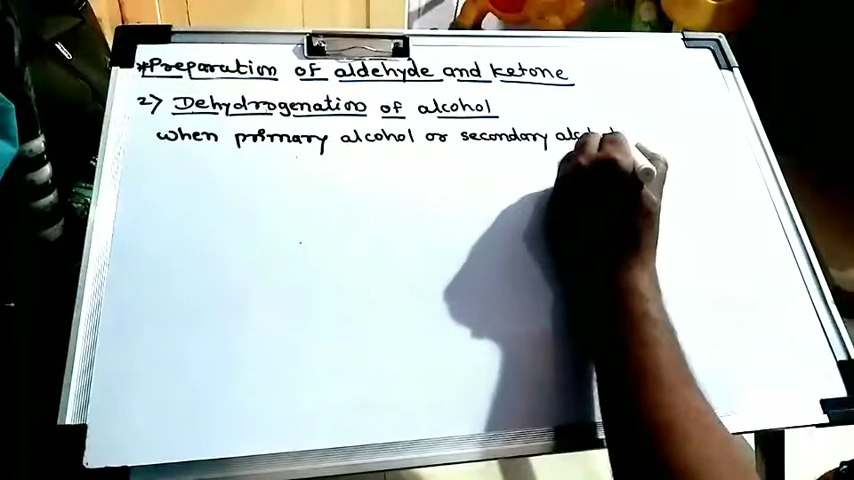 *Preparation of aldehyde and ketone
2> Dehydrogenation of alcohol
when primary alcohol or secondary